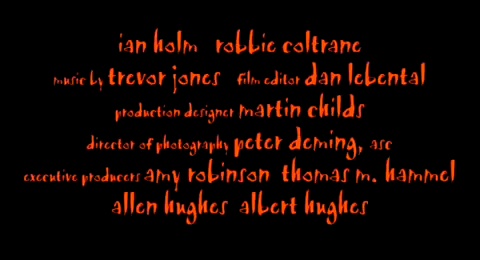 ian holm robbie coltrane
music by trevor jones film editor dan lebental
production designer martin childs
director of photography peter deming, asc
executive producers amy robinson thomas m. hammel
allen hughes albert hughes